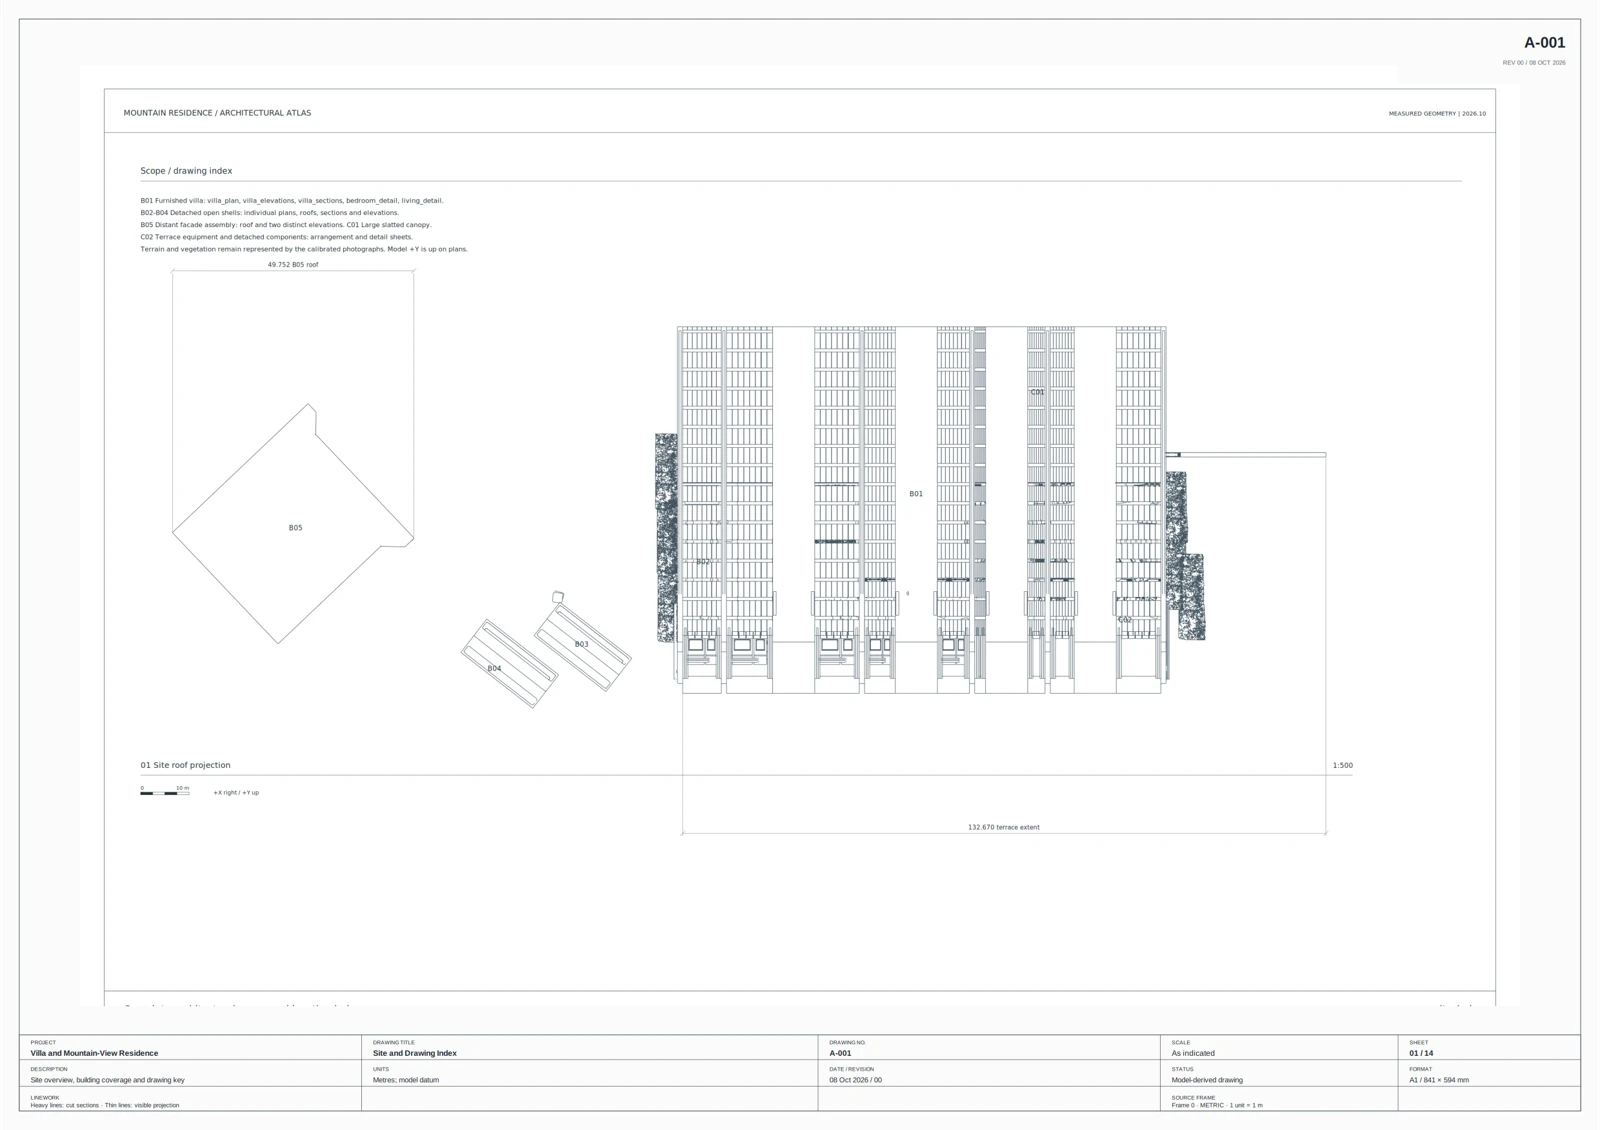 A-001
REV 00 / 08 OCT 2026
MOUNTAIN RESIDENCE / ARCHITECTURAL ATLAS
MEASURED GEOMETRY | 2026.10
Scope / drawing index
B01 Furnished villa: villa_plan, villa_elevations, villa_sections, bedroom_detail, living_detail.
B02-B04 Detached open shells: individual plans, roofs, sections and elevations.
B05 Distant facade assembly: roof and two distinct elevations. C01 Large slatted canopy.
C02 Terrace equipment and detached components: arrangement and detail sheets.
Terrain and vegetation remain represented by the calibrated photographs. Model +Y is up on plans.
49.752 B05 roof
C01
B01
B05
B02
C02
B03
B04
01 Site roof projection
1:500
0 10 m
+X right / +Y up
132.670 terrace extent
PROJECT
Villa and Mountain-View Residence
DRAWING TITLE
Site and Drawing Index
DRAWING NO.
A-001
SCALE
As indicated
SHEET
01 / 14
DESCRIPTION
Site overview, building coverage and drawing key
UNITS
Metres; model datum
DATE / REVISION
08 Oct 2026 / 00
STATUS
Model-derived drawing
FORMAT
A1 / 841 × 594 mm
LINEWORK
Heavy lines: cut sections · Thin lines: visible projection
SOURCE FRAME
Frame 0 · METRIC · 1 unit = 1 m